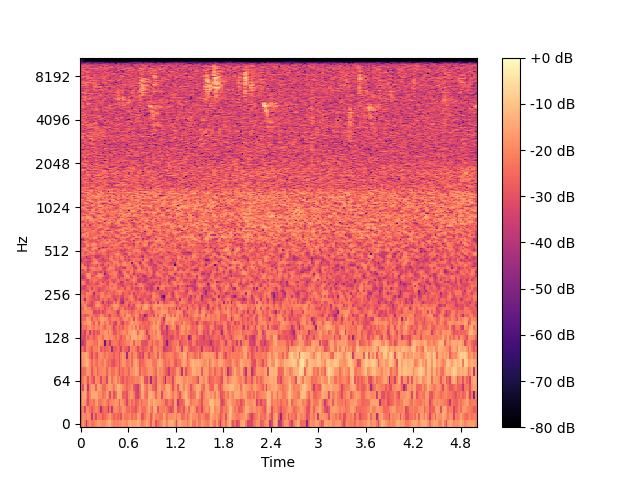 8192
4096
2048
1024
512
256
128
64
0
Hz
0
0.6
1.2
1.8
2.4
3
3.6
4.2
4.8
Time
+0 dB
-10 dB
-20 dB
-30 dB
-40 dB
-50 dB
-60 dB
-70 dB
-80 dB